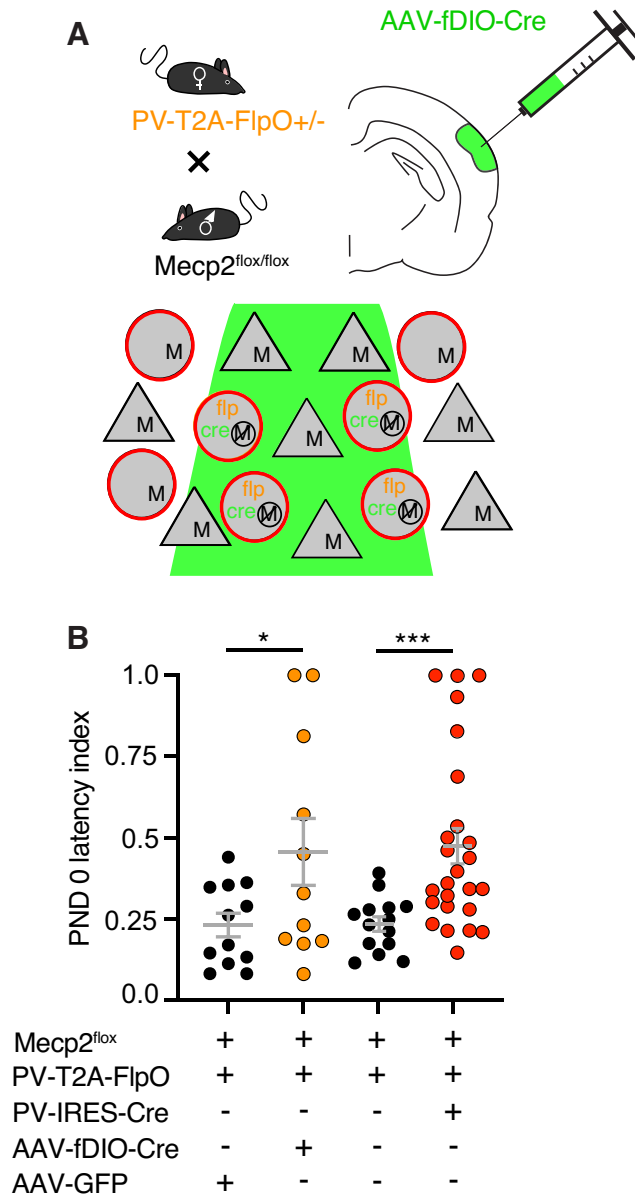 A
AAV-fDIO-Cre
♀
PV-T2A-FlpO+/-
×
♂
Mecp2flox/flox
M M M M
flp flp
M cre M M cre M M
M flp flp
M cre M M cre M M
B
* ***
PND 0 latency index
1.0
0.75
0.5
0.25
0.0
Mecp2flox + + + +
PV-T2A-FlpO + + + +
PV-IRES-Cre - - - +
AAV-fDIO-Cre - + - -
AAV-GFP + - - -